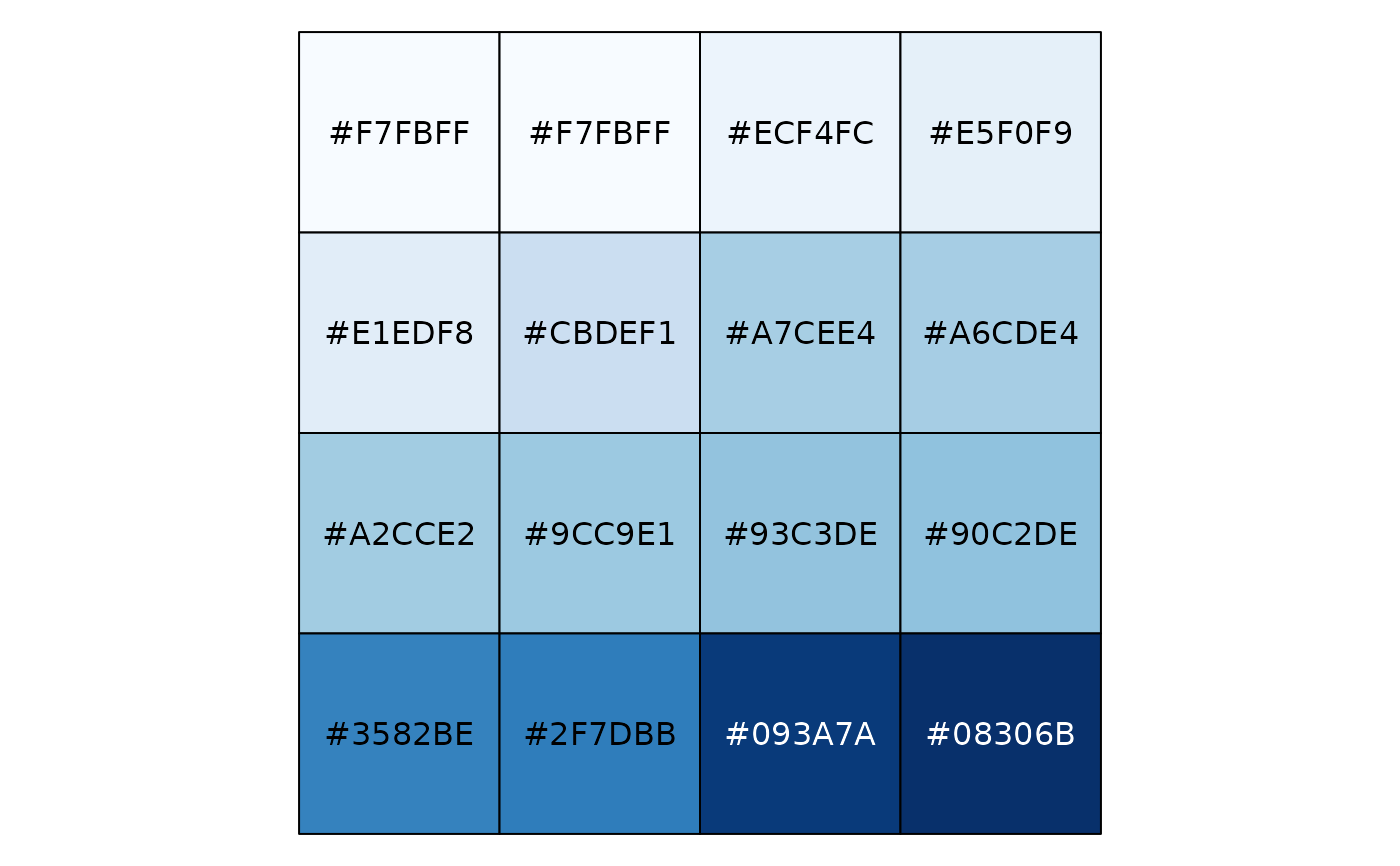 #F7FBFF #F7FBFF #ECF4FC #E5F0F9
#E1EDF8 #CBDEF1 #A7CEE4 #A6CDE4
#A2CCE2 #9CC9E1 #93C3DE #90C2DE
#3582BE #2F7DBB #093A7A #08306B